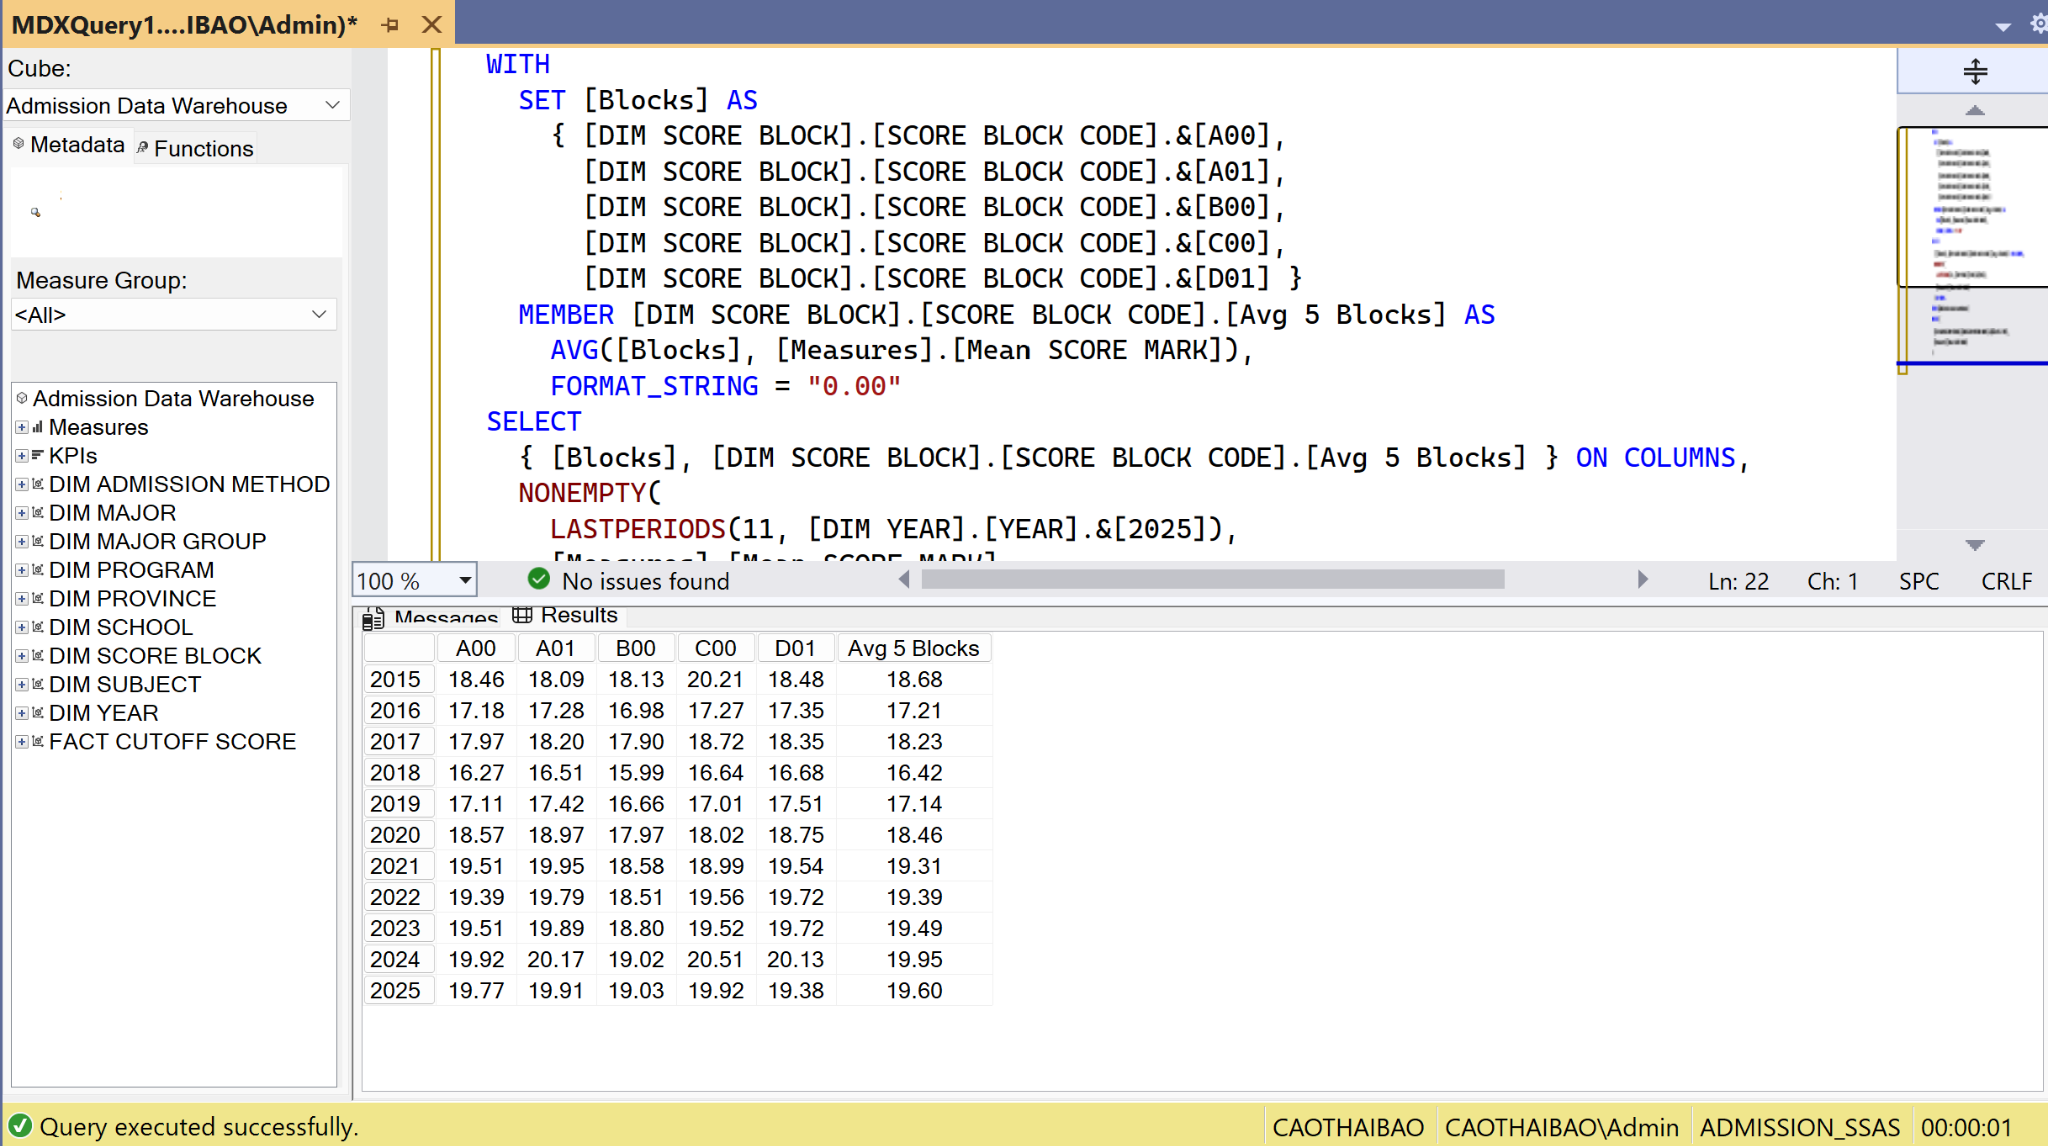 MDXQuery1....IBAO\Admin)*
Cube:
Admission Data Warehouse
Metadata
Functions
Measure Group:
<All>
Admission Data Warehouse
Measures
KPIs
DIM ADMISSION METHOD
DIM MAJOR
DIM MAJOR GROUP
DIM PROGRAM
DIM PROVINCE
DIM SCHOOL
DIM SCORE BLOCK
DIM SUBJECT
DIM YEAR
FACT CUTOFF SCORE
WITH
SET [Blocks] AS
{ [DIM SCORE BLOCK].[SCORE BLOCK CODE].&[A00],
[DIM SCORE BLOCK].[SCORE BLOCK CODE].&[A01],
[DIM SCORE BLOCK].[SCORE BLOCK CODE].&[B00],
[DIM SCORE BLOCK].[SCORE BLOCK CODE].&[C00],
[DIM SCORE BLOCK].[SCORE BLOCK CODE].&[D01] }
MEMBER [DIM SCORE BLOCK].[SCORE BLOCK CODE].[Avg 5 Blocks] AS
AVG([Blocks], [Measures].[Mean SCORE MARK]),
FORMAT_STRING = "0.00"
SELECT
{ [Blocks], [DIM SCORE BLOCK].[SCORE BLOCK CODE].[Avg 5 Blocks] } ON COLUMNS,
NONEMPTY(
LASTPERIODS(11, [DIM YEAR].[YEAR].&[2025]),
[Measures].[Mean SCORE MARK]
100 %
No issues found
Ln: 22 Ch: 1 SPC CRLF
Messages Results
A00 A01 B00 C00 D01 Avg 5 Blocks
2015 18.46 18.09 18.13 20.21 18.48 18.68
2016 17.18 17.28 16.98 17.27 17.35 17.21
2017 17.97 18.20 17.90 18.72 18.35 18.23
2018 16.27 16.51 15.99 16.64 16.68 16.42
2019 17.11 17.42 16.66 17.01 17.51 17.14
2020 18.57 18.97 17.97 18.02 18.75 18.46
2021 19.51 19.95 18.58 18.99 19.54 19.31
2022 19.39 19.79 18.51 19.56 19.72 19.39
2023 19.51 19.89 18.80 19.52 19.72 19.49
2024 19.92 20.17 19.02 20.51 20.13 19.95
2025 19.77 19.91 19.03 19.92 19.38 19.60
Query executed successfully.
CAOTHAIBAO CAOTHAIBAO\Admin ADMISSION_SSAS 00:00:01